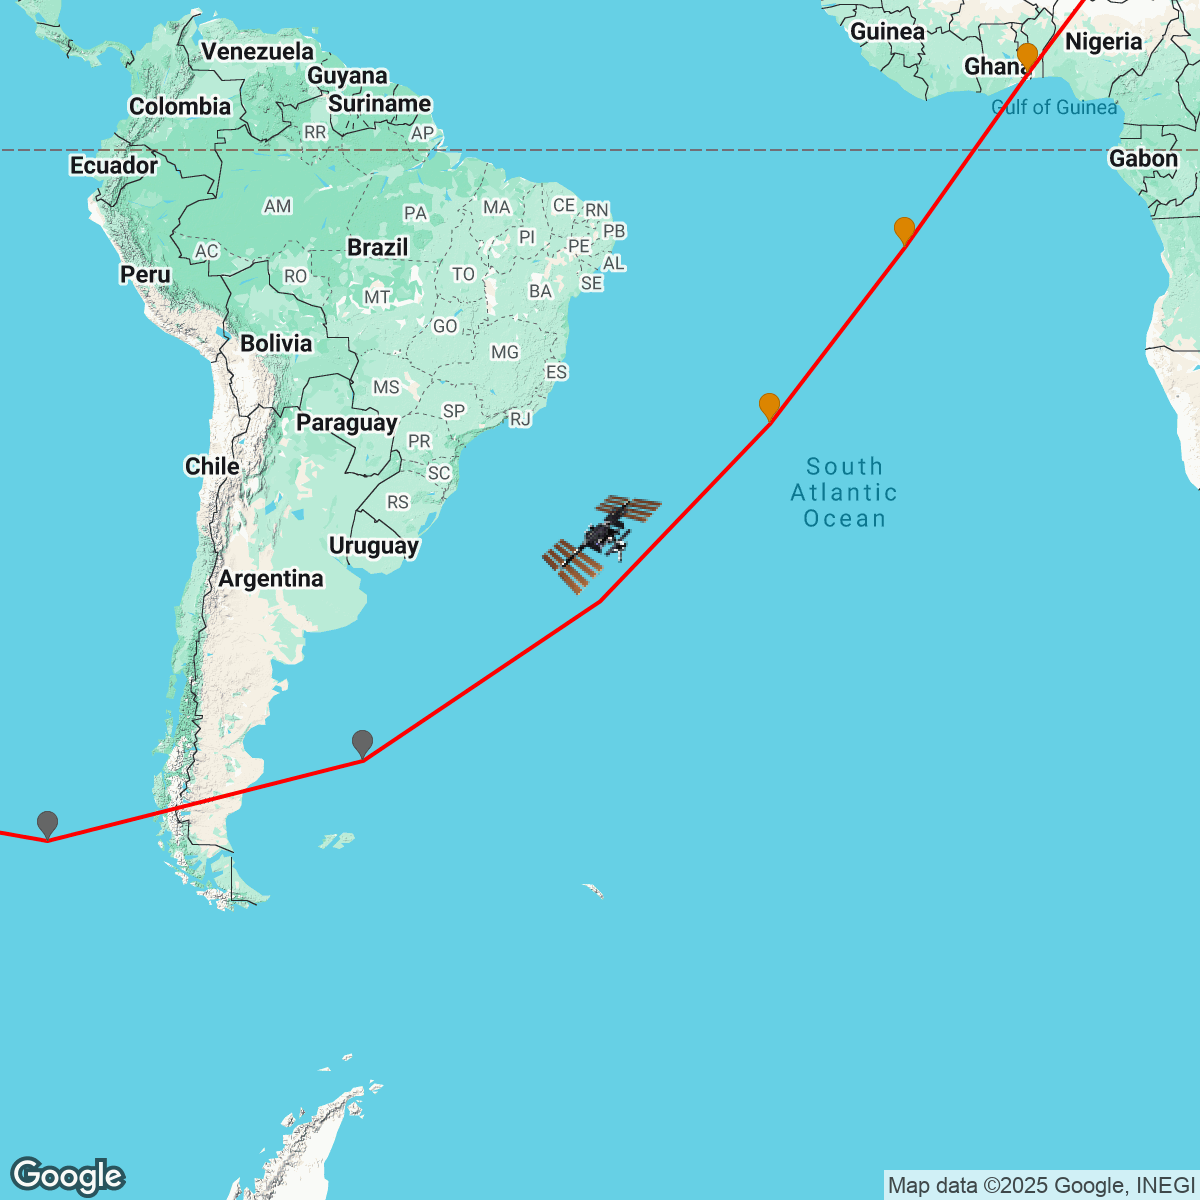 Venezuela
Guyana
Colombia
Suriname
RR
AP
Ecuador
Guinea
Ghana
Nigeria
Gulf of Guinea
Gabon
AM
PA
MA
CE
RN
PI
PB
PE
AC
Brazil
AL
Peru
RO
TO
SE
MT
BA
GO
Bolivia
MG
ES
MS
SP
RJ
Paraguay
PR
Chile
SC
RS
South
Atlantic
Ocean
Uruguay
Argentina
Google
Map data ©2025 Google, INEGI